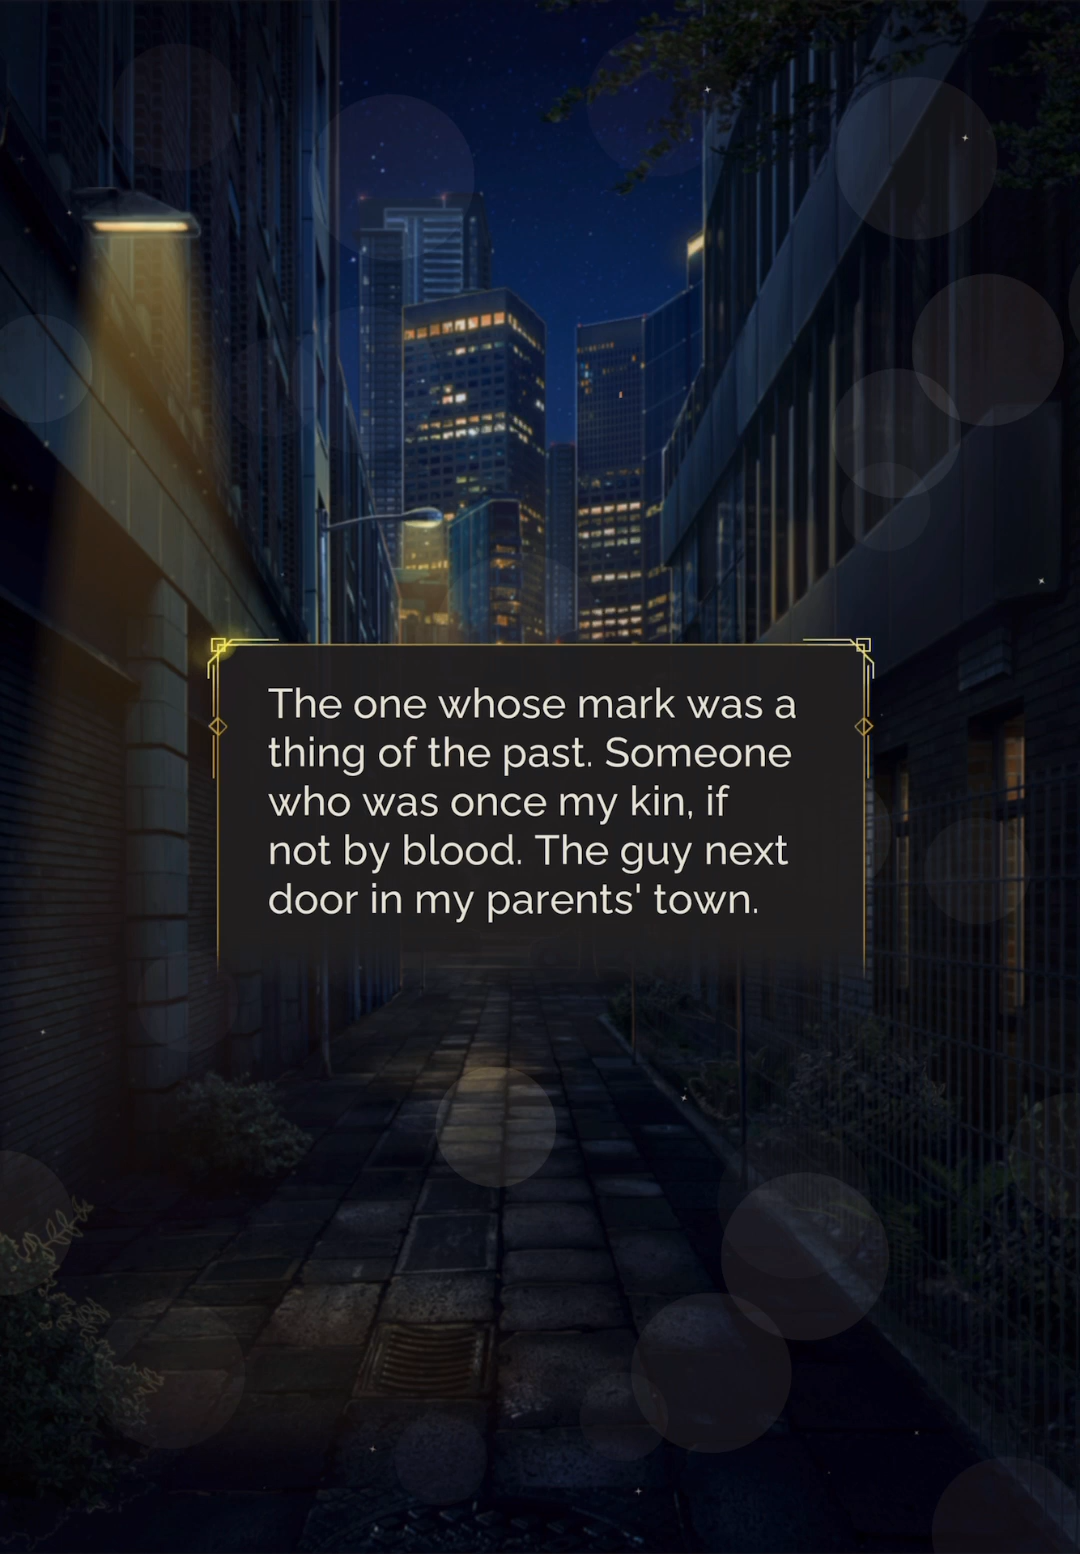 The one whose mark was a
thing of the past. Someone
who was once my kin, if
not by blood. The guy next
door in my parents' town.